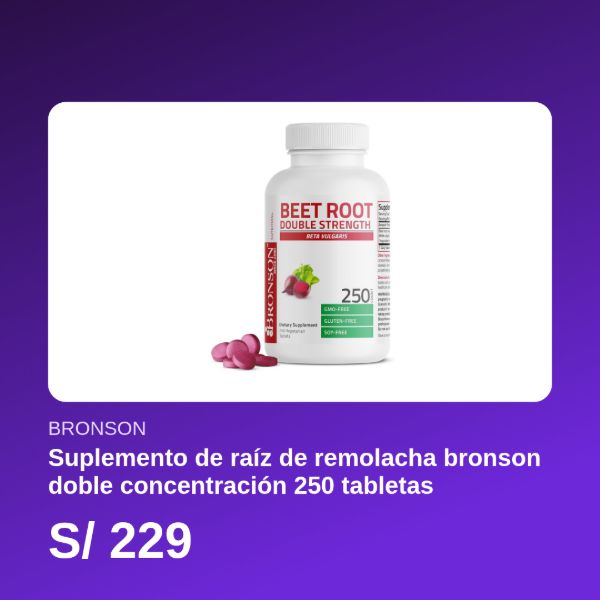 BEET ROOT
DOUBLE STRENGTH
BETA VULGARIS
BRONSON
250
GMO-FREE
GLUTEN-FREE
SOY-FREE
Dietary Supplement
BRONSON
Suplemento de raíz de remolacha bronson
doble concentración 250 tabletas
S/ 229